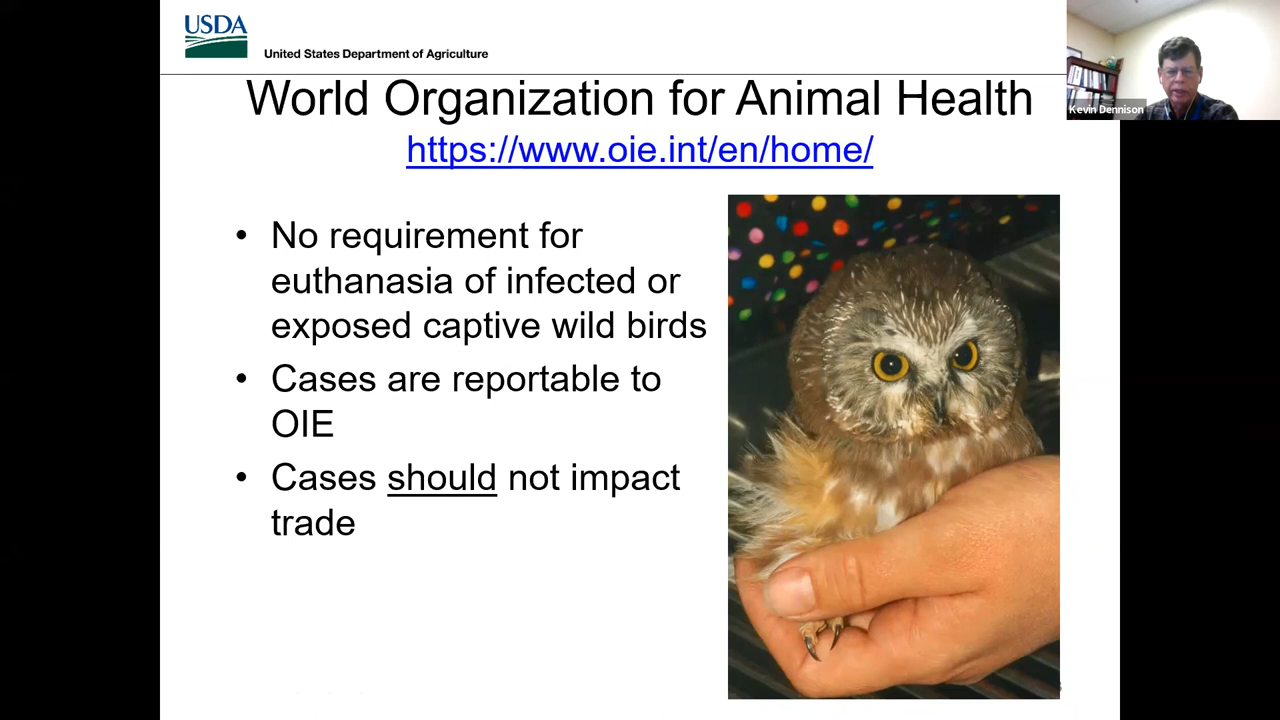 USDA
United States Department of Agriculture
World Organization for Animal Health
https://www.oie.int/en/home/
Kevin Dennison
• No requirement for
euthanasia of infected or
exposed captive wild birds
• Cases are reportable to
OIE
• Cases should not impact
trade